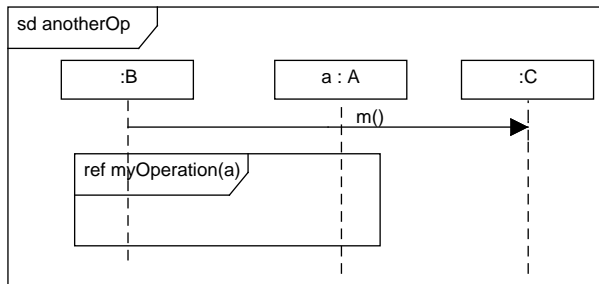 sd anotherOp
:B
a : A
:C
m()
ref myOperation(a)